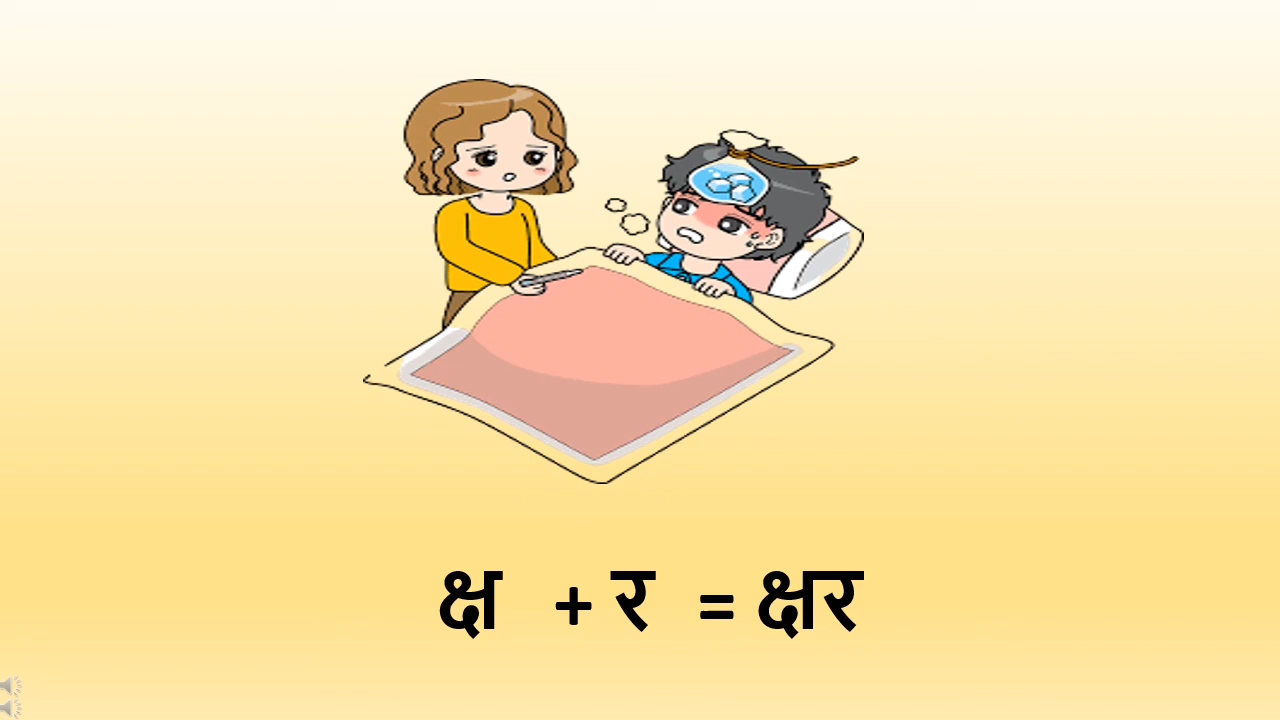 क्ष + र = क्षर